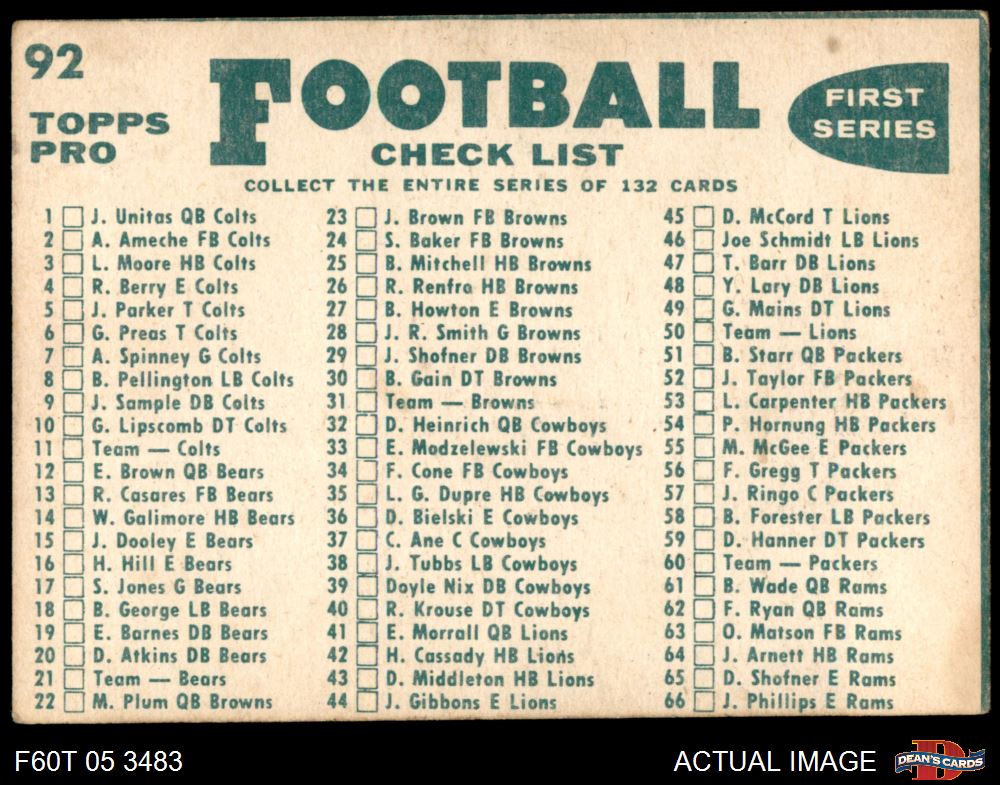 92
TOPPS
PRO
FOOTBALL
CHECK LIST
FIRST
SERIES
COLLECT THE ENTIRE SERIES OF 132 CARDS
1 J. Unitas QB Colts
2 A. Ameche FB Colts
3 L. Moore HB Colts
4 R. Berry E Colts
5 J. Parker T Colts
6 G. Preas T Colts
7 A. Spinney G Colts
8 B. Pellington LB Colts
9 J. Sample DB Colts
10 G. Lipscomb DT Colts
11 Team — Colts
12 E. Brown QB Bears
13 R. Casares FB Bears
14 W. Galimore HB Bears
15 J. Dooley E Bears
16 H. Hill E Bears
17 S. Jones G Bears
18 B. George LB Bears
19 E. Barnes DB Bears
20 D. Atkins DB Bears
21 Team — Bears
22 M. Plum QB Browns
23 J. Brown FB Browns
24 S. Baker FB Browns
25 B. Mitchell HB Browns
26 R. Renfro HB Browns
27 B. Howton E Browns
28 J. R. Smith G Browns
29 J. Shofner DB Browns
30 B. Gain DT Browns
31 Team — Browns
32 D. Heinrich QB Cowboys
33 E. Modzelewski FB Cowboys
34 F. Cone FB Cowboys
35 L. G. Dupre HB Cowboys
36 D. Bielski E Cowboys
37 C. Ane C Cowboys
38 J. Tubbs LB Cowboys
39 Doyle Nix DB Cowboys
40 R. Krouse DT Cowboys
41 E. Morrall QB Lions
42 H. Cassady HB Lions
43 D. Middleton HB Lions
44 J. Gibbons E Lions
45 D. McCord T Lions
46 Joe Schmidt LB Lions
47 T. Barr DB Lions
48 Y. Lary DB Lions
49 G. Mains DT Lions
50 Team — Lions
51 B. Starr QB Packers
52 J. Taylor FB Packers
53 L. Carpenter HB Packers
54 P. Hornung HB Packers
55 M. McGee E Packers
56 F. Gregg T Packers
57 J. Ringo C Packers
58 B. Forester LB Packers
59 D. Hanner DT Packers
60 Team — Packers
61 B. Wade QB Rams
62 F. Ryan QB Rams
63 O. Matson FB Rams
64 J. Arnett HB Rams
65 D. Shofner E Rams
66 J. Phillips E Rams
F60T 05 3483
ACTUAL IMAGE
DEAN'S CARDS